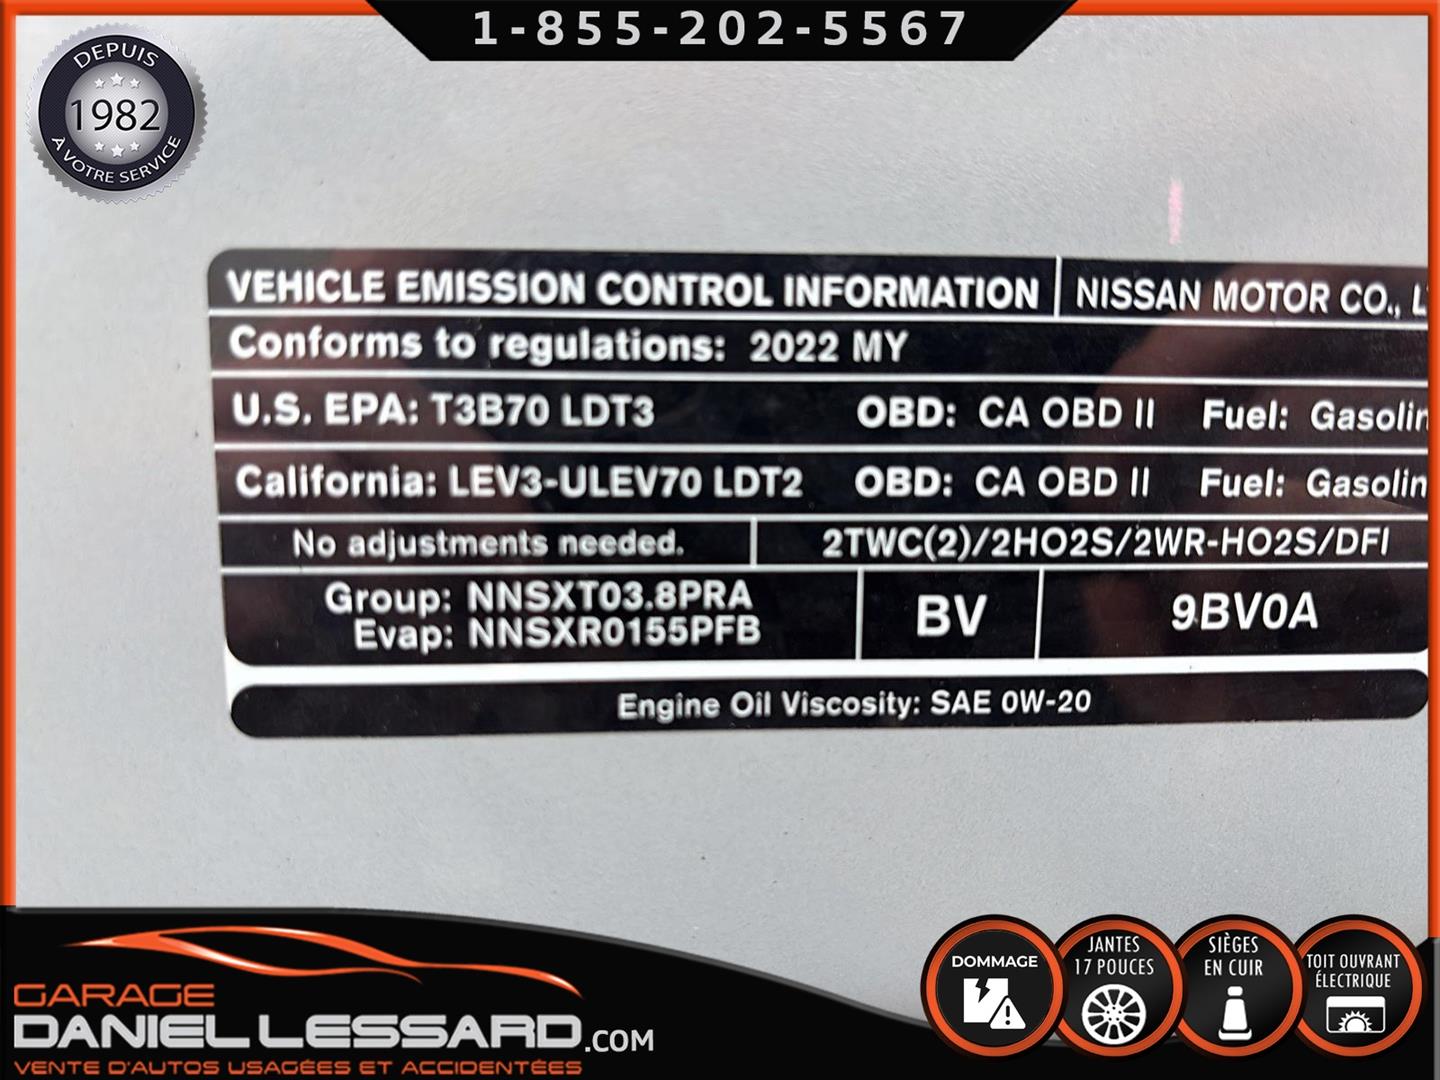 1-855-202-5567
DEPUIS
1982
À VOTRE SERVICE
VEHICLE EMISSION CONTROL INFORMATION NISSAN MOTOR CO., L
Conforms to regulations: 2022 MY
U.S. EPA: T3B70 LDT3 OBD: CA OBD II Fuel: Gasolin
California: LEV3-ULEV70 LDT2 OBD: CA OBD II Fuel: Gasolin
No adjustments needed. 2TWC(2)/2HO2S/2WR-HO2S/DFI
Group: NNSXT03.8PRA
Evap: NNSXR0155PFB
BV 9BV0A
Engine Oil Viscosity: SAE 0W-20
GARAGE
DANIEL LESSARD.COM
VENTE D'AUTOS USAGÉES ET ACCIDENTÉES
DOMMAGE
JANTES
17 POUCES
SIÈGES
EN CUIR
TOIT OUVRANT
ÉLECTRIQUE